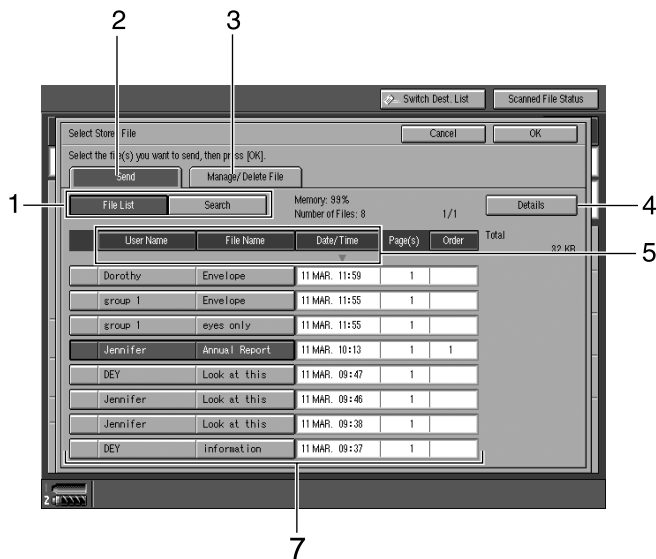 2 3
Switch Dest. List Scanned File Status
Select Stored File Cancel OK
Select the file(s) you want to send, then press [OK].
Send Manage/Delete File
1 File List Search Memory: 99% Details 4
Number of Files: 8 1/1
User Name File Name Date/Time Page(s) Order Total 5
32 KB
Dorothy Envelope 11 MAR. 11:59 1
group 1 Envelope 11 MAR. 11:55 1
group 1 eyes only 11 MAR. 11:55 1
Jennifer Annual Report 11 MAR. 10:13 1 1
DEY Look at this 11 MAR. 09:47 1
Jennifer Look at this 11 MAR. 09:46 1
Jennifer Look at this 11 MAR. 09:38 1
DEY information 11 MAR. 09:37 1
2
7